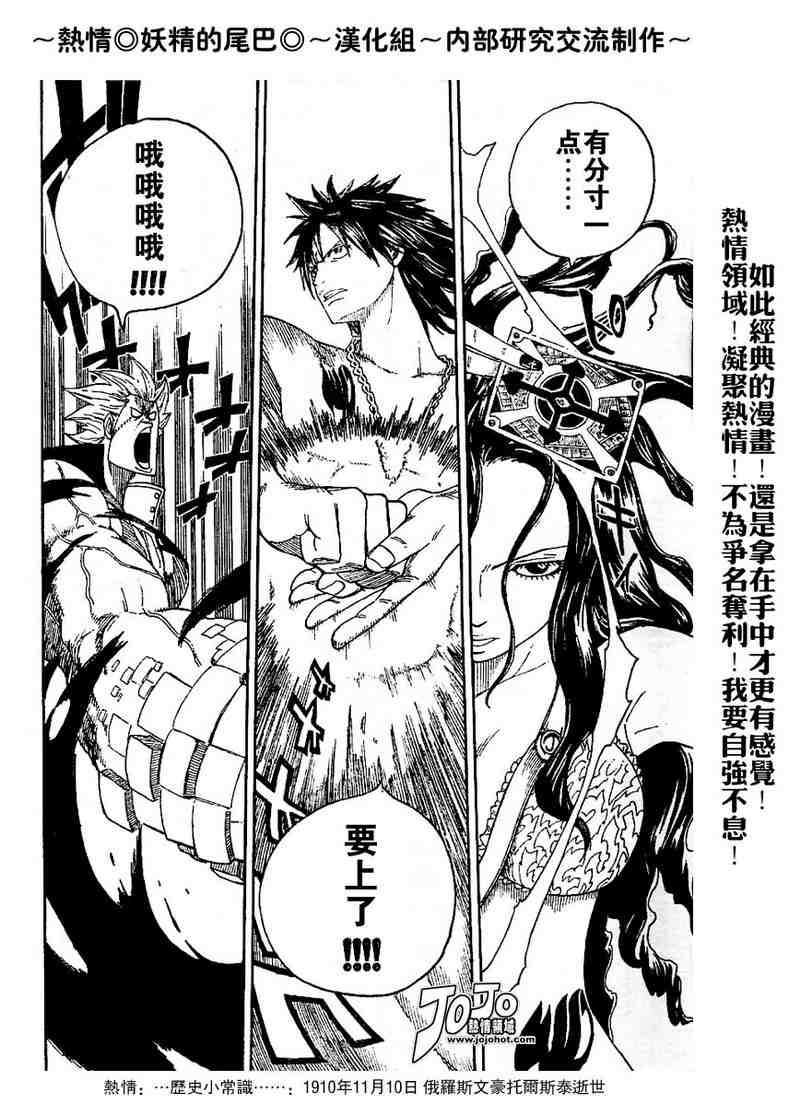 ～熱情◎妖精的尾巴◎～漢化組～内部研究交流制作～
有分寸一
点……
哦
哦
哦
哦
!!!!
要
上
了
!!!!
如此經典的漫畫！還是拿在手中才更有感覺！
熱情領域！凝聚熱情！不為爭名奪利！我要自強不息！
JOJO
熱情領域
www.jojohot.com
熱情：…歷史小常識……：1910年11月10日 俄羅斯文豪托爾斯泰逝世